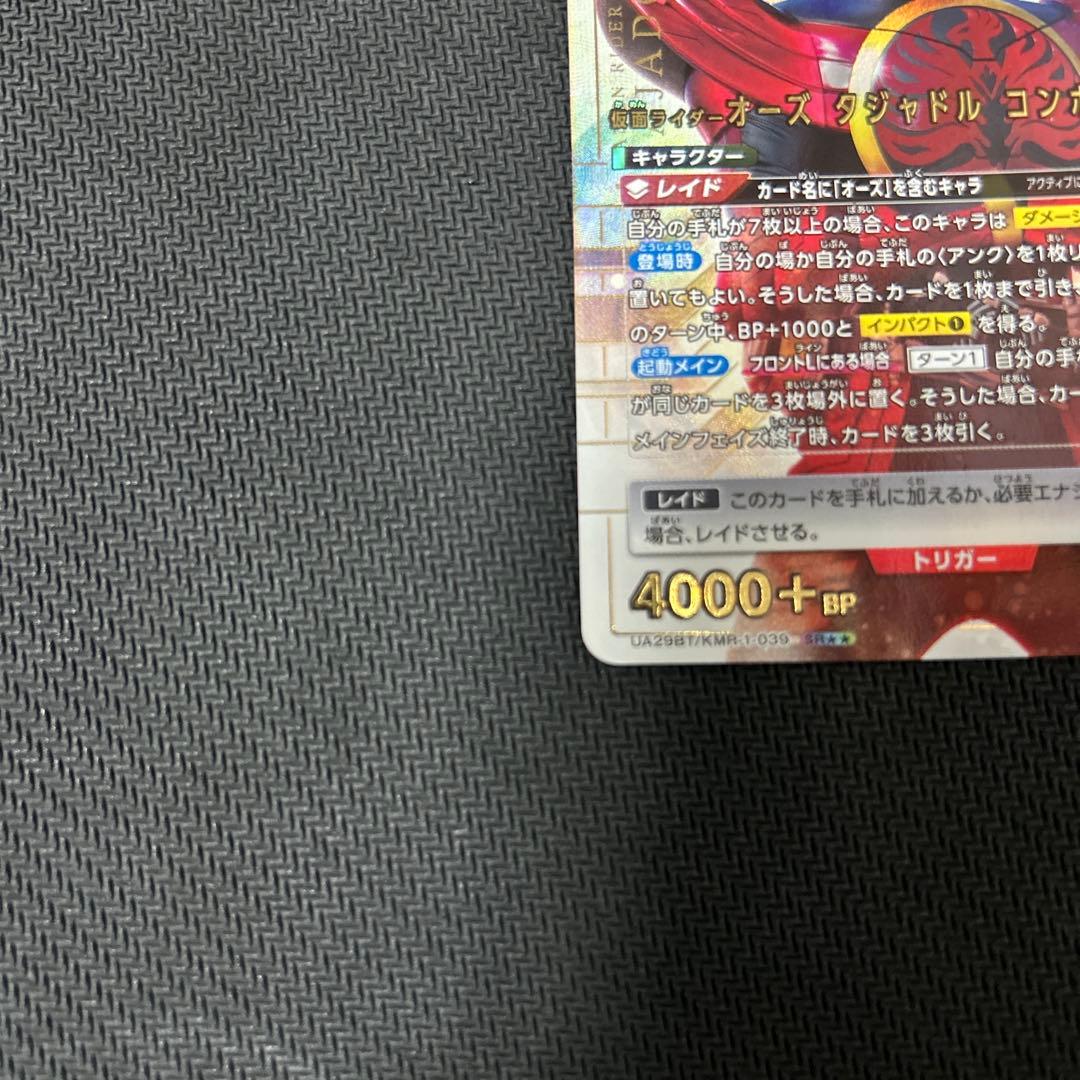 仮面ライダーオーズ タジャドル コン
キャラクター
レイド カード名に「オーズ」を含むキャラ アクティブに
自分の手札が7枚以上の場合、このキャラは ダメージ
登場時 自分の場か自分の手札の〈アンク〉を1枚リ
置いてもよい。そうした場合、カードを1枚まで引き、
のターン中、BP+1000と インパクト❶ を得る。
起動メイン フロントLにある場合 ターン1 自分の手
が同じカードを3枚場外に置く。そうした場合、カー
メインフェイズ終了時、カードを3枚引く。
レイド このカードを手札に加えるか、必要エナジ
場合、レイドさせる。
トリガー
4000+BP
UA29BT/KMR-1-039 SR★★